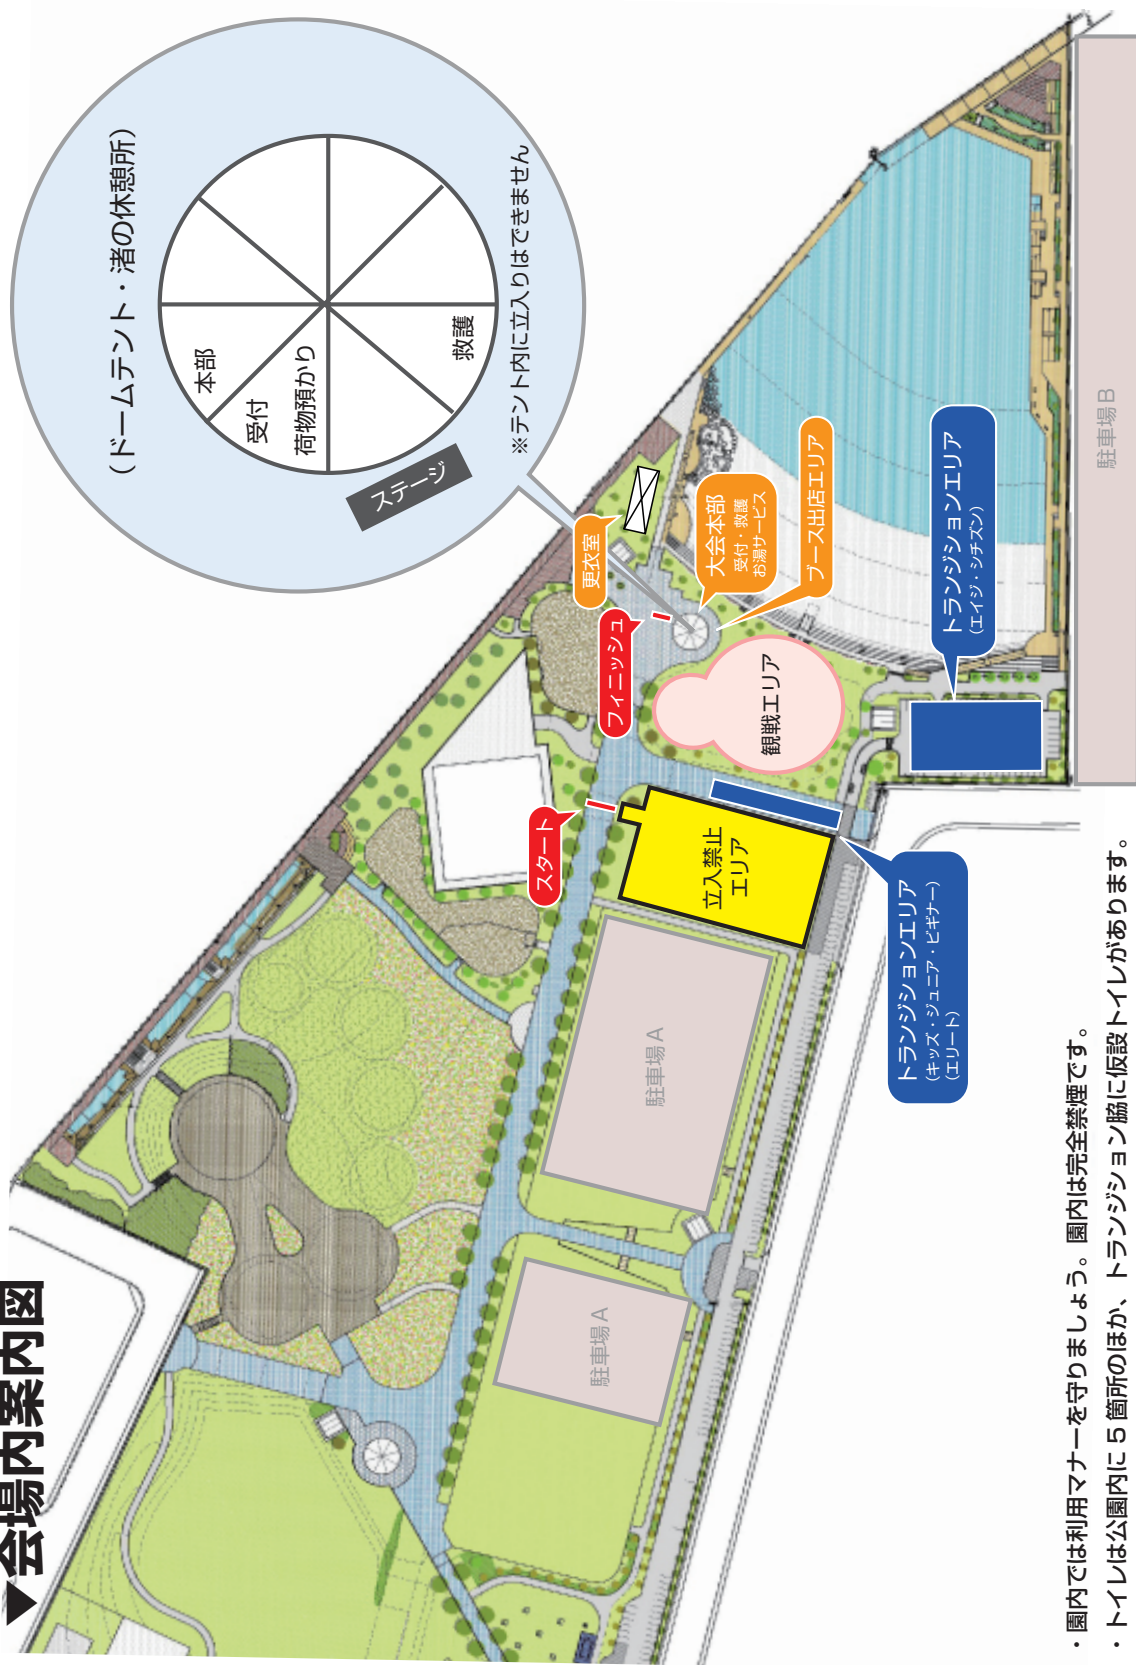 ▼会場内案内図
(ドームテント・渚の休憩所)
本部
受付
荷物預かり
救護
ステージ
※テント内に立入りはできません
更衣室
大会本部
受付・救護
お湯サービス
ブース出店エリア
フィニッシュ
スタート
観戦エリア
立入禁止
エリア
トランジションエリア
(エイジ・シチズン)
トランジションエリア
(キッズ・ジュニア・ビギナー)
(エリート)
駐車場A
駐車場A
駐車場B
・園内では利用マナーを守りましょう。園内は完全禁煙です。
・トイレは公園内に5箇所のほか、トランジション脇に仮設トイレがあります。